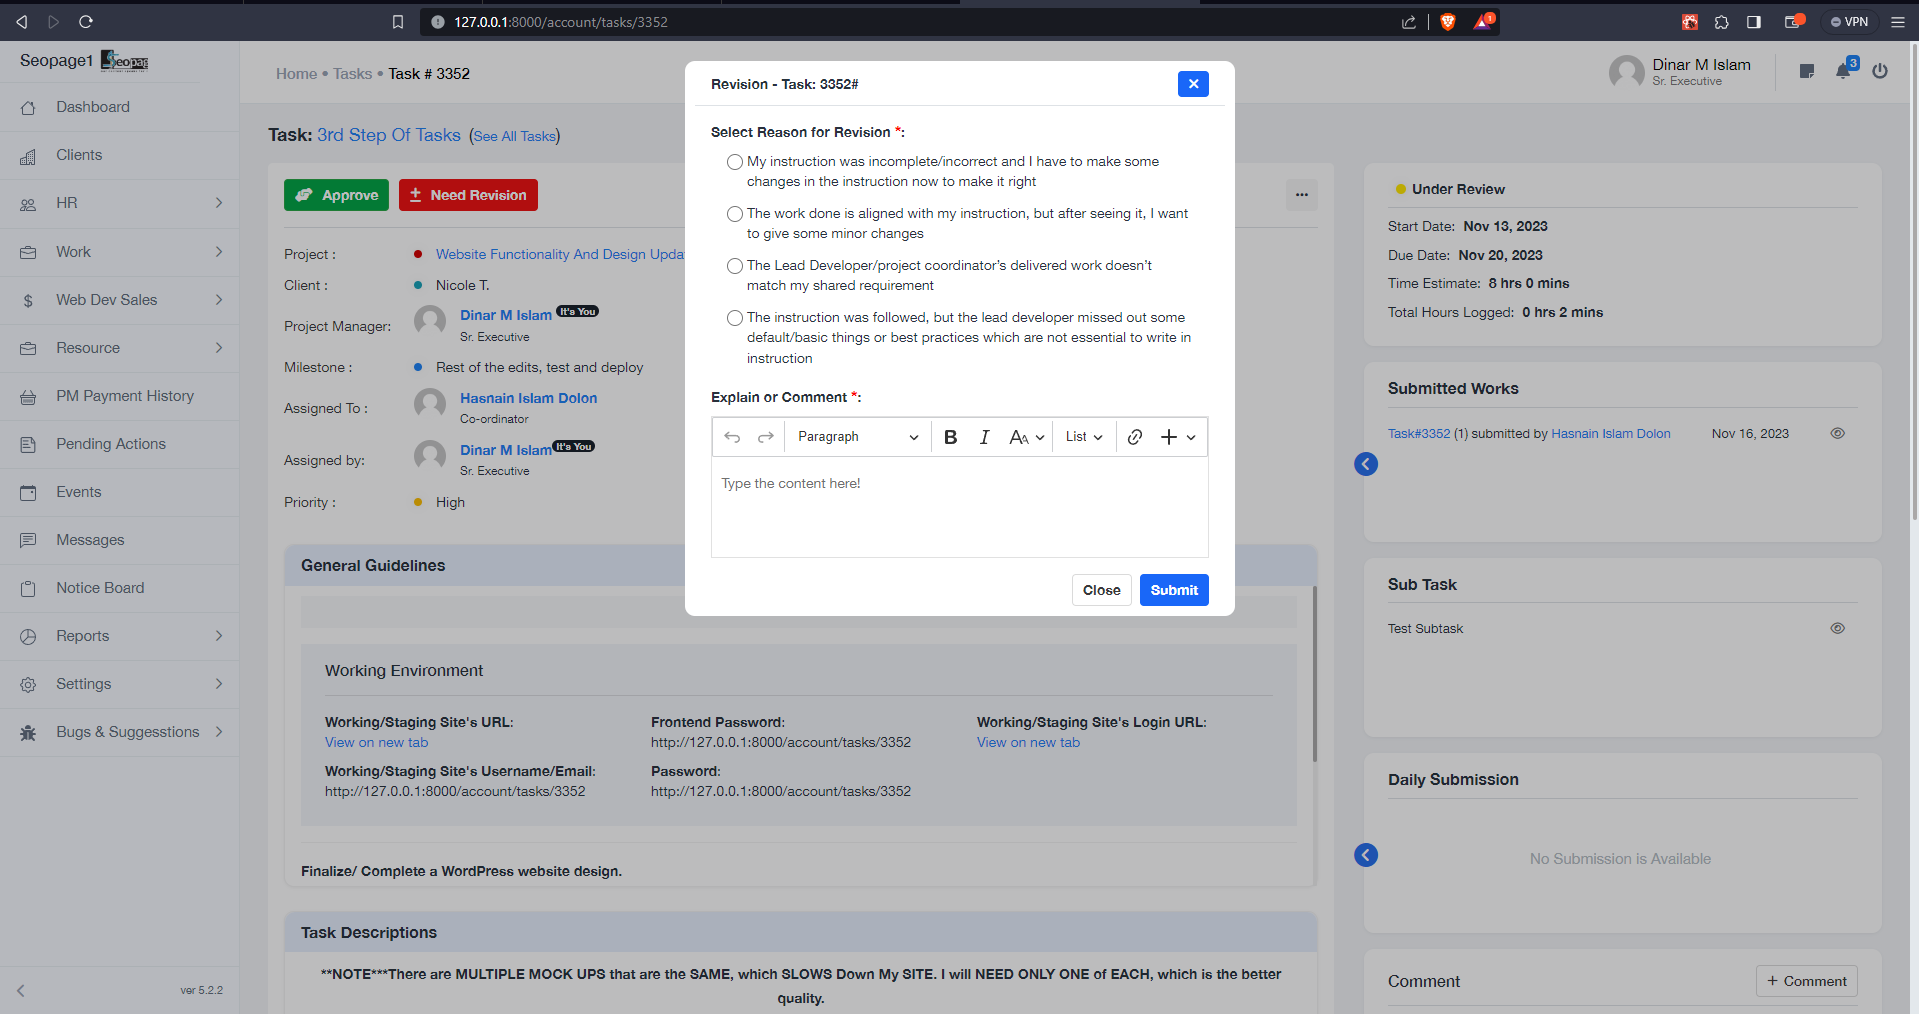 127.0.0.1:8000/account/tasks/3352
1
VPN
Seopage1
Dashboard
Clients
HR
Work
Web Dev Sales
Resource
PM Payment History
Pending Actions
Events
Messages
Notice Board
Reports
Settings
Bugs & Suggesstions
ver 5.2.2
Home • Tasks • Task # 3352
Dinar M Islam
Sr. Executive
3
Task: 3rd Step Of Tasks (See All Tasks)
Approve
Need Revision
Project :
Website Functionality And Design Upda
Client :
Nicole T.
Project Manager:
Dinar M Islam It's You
Sr. Executive
Milestone :
Rest of the edits, test and deploy
Assigned To :
Hasnain Islam Dolon
Co-ordinator
Assigned by:
Dinar M Islam It's You
Sr. Executive
Priority :
High
General Guidelines
Working Environment
Working/Staging Site's URL:
View on new tab
Frontend Password:
http://127.0.0.1:8000/account/tasks/3352
Working/Staging Site's Login URL:
View on new tab
Working/Staging Site's Username/Email:
http://127.0.0.1:8000/account/tasks/3352
Password:
http://127.0.0.1:8000/account/tasks/3352
Finalize/ Complete a WordPress website design.
Task Descriptions
**NOTE***There are MULTIPLE MOCK UPS that are the SAME, which SLOWS Down My SITE. I will NEED ONLY ONE of EACH, which is the better
quality.
Revision - Task: 3352#
Select Reason for Revision *:
My instruction was incomplete/incorrect and I have to make some
changes in the instruction now to make it right
The work done is aligned with my instruction, but after seeing it, I want
to give some minor changes
The Lead Developer/project coordinator's delivered work doesn't
match my shared requirement
The instruction was followed, but the lead developer missed out some
default/basic things or best practices which are not essential to write in
instruction
Explain or Comment *:
Paragraph
B I AA List
Type the content here!
Close
Submit
Under Review
Start Date: Nov 13, 2023
Due Date: Nov 20, 2023
Time Estimate: 8 hrs 0 mins
Total Hours Logged: 0 hrs 2 mins
Submitted Works
Task#3352 (1) submitted by Hasnain Islam Dolon Nov 16, 2023
Sub Task
Test Subtask
Daily Submission
No Submission is Available
Comment
+ Comment